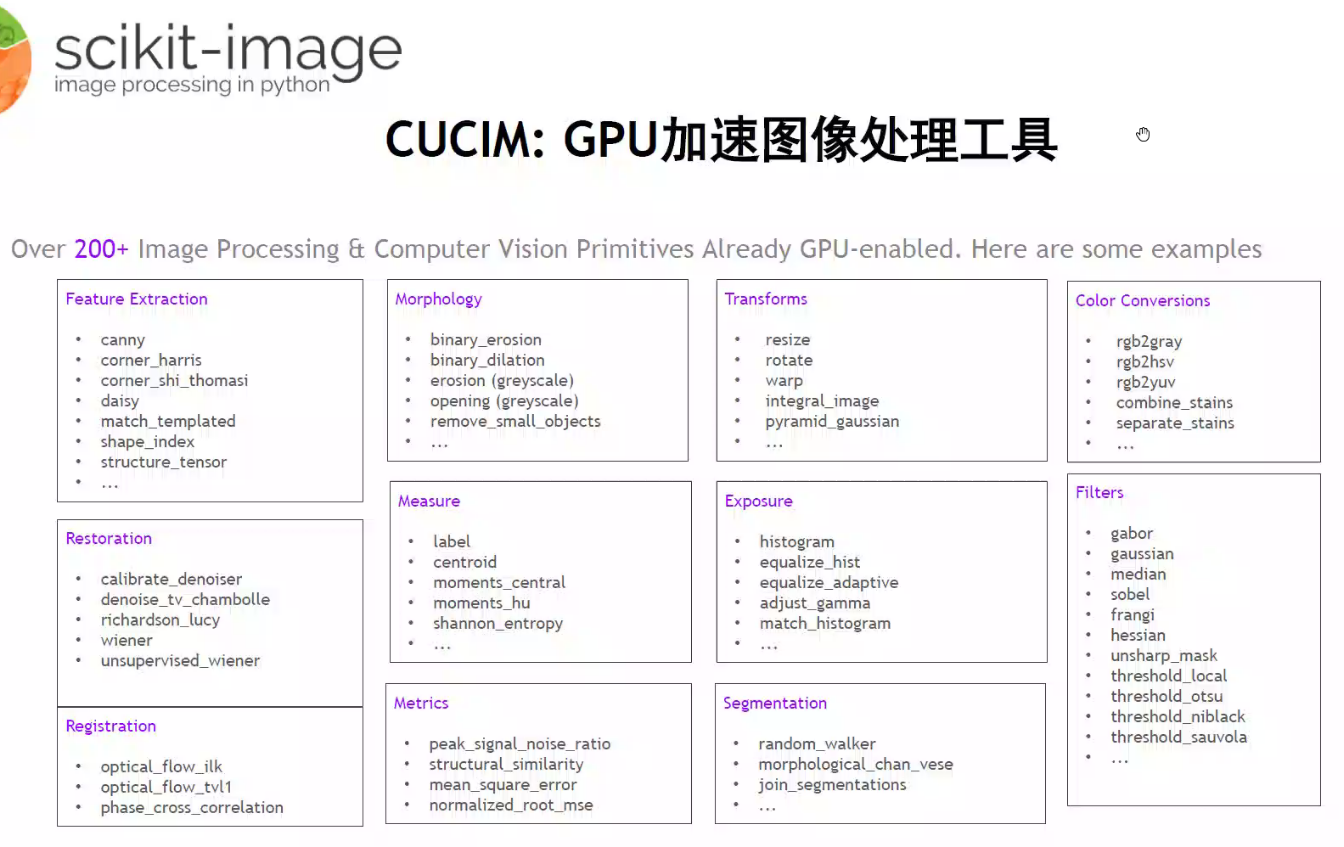 scikit-image
image processing in python
CUCIM: GPU加速图像处理工具
Over 200+ Image Processing & Computer Vision Primitives Already GPU-enabled. Here are some examples
Feature Extraction
• canny
• corner_harris
• corner_shi_thomasi
• daisy
• match_templated
• shape_index
• structure_tensor
• ...
Restoration
• calibrate_denoiser
• denoise_tv_chambolle
• richardson_lucy
• wiener
• unsupervised_wiener
Registration
• optical_flow_ilk
• optical_flow_tvl1
• phase_cross_correlation
Morphology
• binary_erosion
• binary_dilation
• erosion (greyscale)
• opening (greyscale)
• remove_small_objects
• ...
Measure
• label
• centroid
• moments_central
• moments_hu
• shannon_entropy
• ...
Metrics
• peak_signal_noise_ratio
• structural_similarity
• mean_square_error
• normalized_root_mse
Transforms
• resize
• rotate
• warp
• integral_image
• pyramid_gaussian
• ...
Exposure
• histogram
• equalize_hist
• equalize_adaptive
• adjust_gamma
• match_histogram
• ...
Segmentation
• random_walker
• morphological_chan_vese
• join_segmentations
• ...
Color Conversions
• rgb2gray
• rgb2hsv
• rgb2yuv
• combine_stains
• separate_stains
• ...
Filters
• gabor
• gaussian
• median
• sobel
• frangi
• hessian
• unsharp_mask
• threshold_local
• threshold_otsu
• threshold_niblack
• threshold_sauvola
• ...